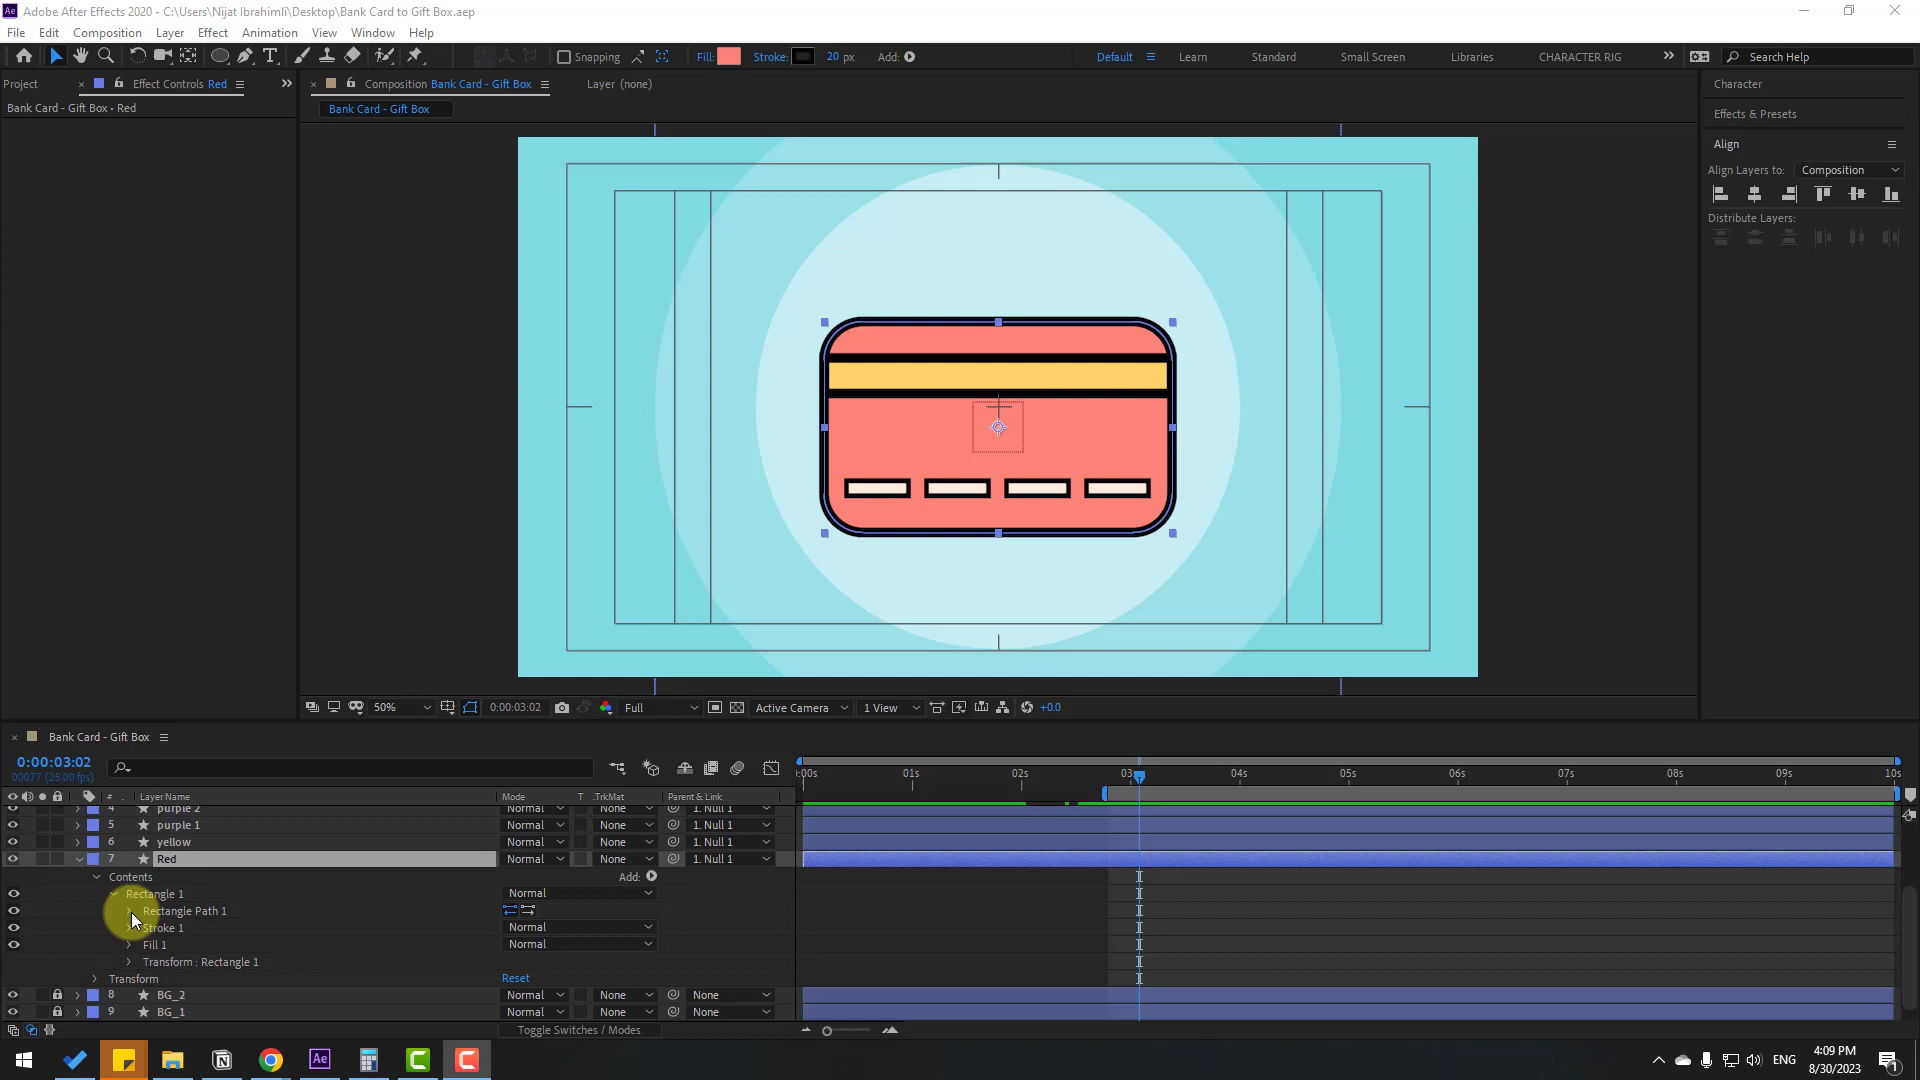 Adobe After Effects 2020 - C:\Users\Nijat Ibrahimli\Desktop\Bank Card to Gift Box.aep
File Edit Composition Layer Effect Animation View Window Help
Snapping Fill: Stroke: 20 px Add: Default Learn Standard Small Screen Libraries CHARACTER RIG Search Help
Project Effect Controls Red Composition Bank Card - Gift Box Layer (none) Character
Bank Card - Gift Box • Red Bank Card - Gift Box Effects & Presets
Align
Align Layers to: Composition
Distribute Layers:
50% 0:00:03:02 Full Active Camera 1 View +0.0
Bank Card - Gift Box
0:00:03:02
00077 (25.00 fps)
:00s 01s 02s 03 04s 05s 06s 07s 08s 09s 10s
# Layer Name Mode T .TrkMat Parent & Link
4 purple 2 Normal None 1. Null 1
5 purple 1 Normal None 1. Null 1
6 yellow Normal None 1. Null 1
7 Red Normal None 1. Null 1
Contents Add:
Rectangle 1 Normal
Rectangle Path 1
Stroke 1 Normal
Fill 1 Normal
Transform : Rectangle 1
Transform Reset
8 BG_2 Normal None None
9 BG_1 Normal None None
Toggle Switches / Modes
Ae ENG 4:09 PM
8/30/2023 1